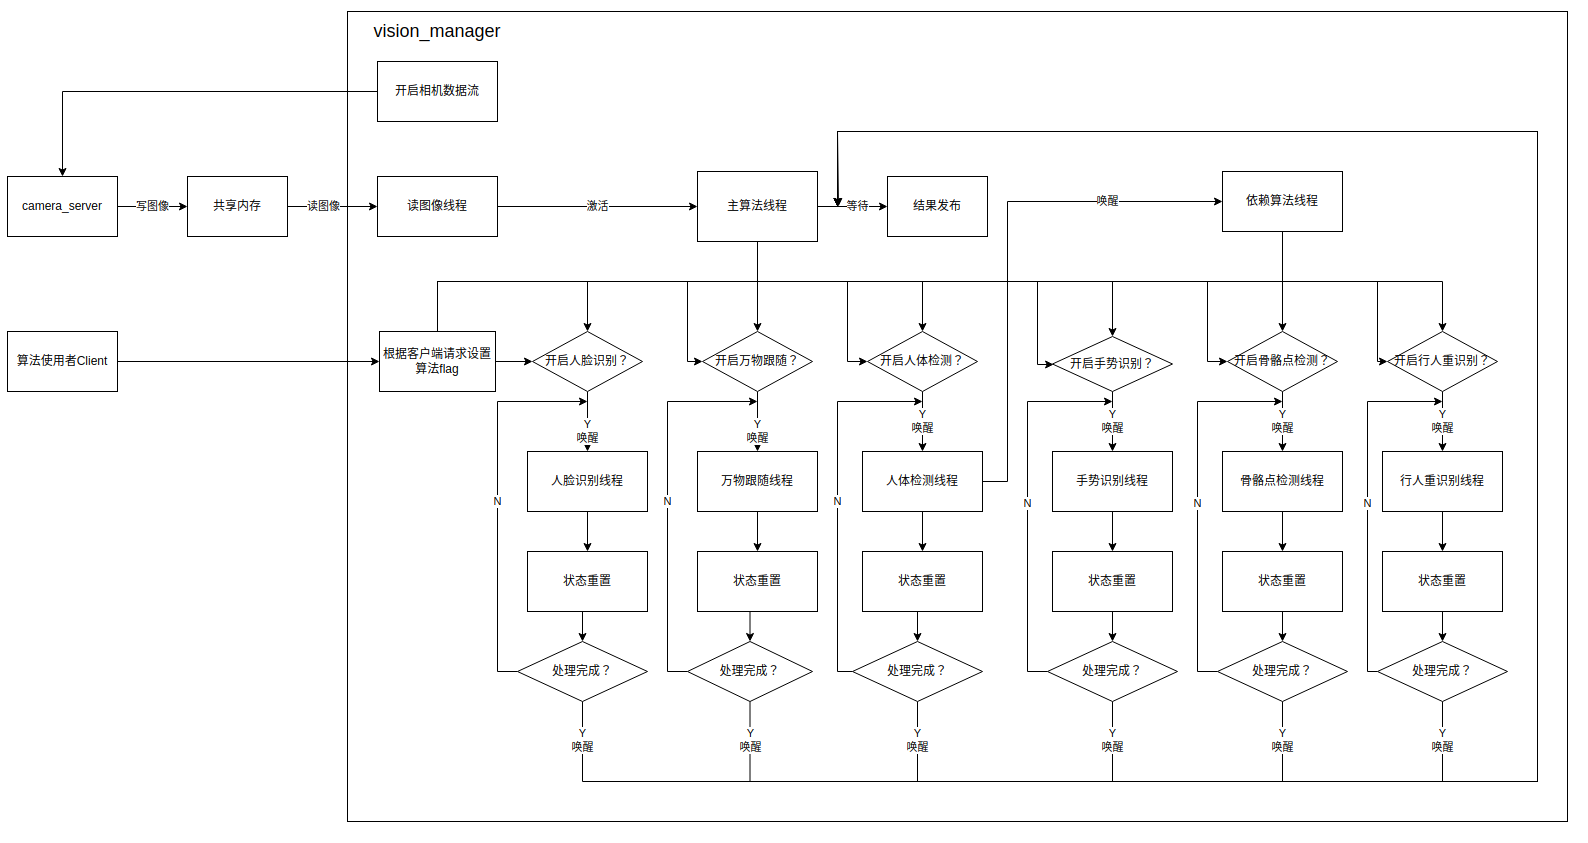 vision_manager
开启相机数据流
camera_server
写图像
共享内存
读图像
读图像线程
激活
主算法线程
等待
结果发布
唤醒
依赖算法线程
算法使用者Client
根据客户端请求设置
算法flag
开启人脸识别？
开启万物跟随？
开启人体检测？
开启手势识别？
开启骨骼点检测？
开启行人重识别？
Y
唤醒
Y
唤醒
Y
唤醒
Y
唤醒
Y
唤醒
Y
唤醒
人脸识别线程
万物跟随线程
人体检测线程
手势识别线程
骨骼点检测线程
行人重识别线程
N
N
N
N
N
N
状态重置
状态重置
状态重置
状态重置
状态重置
状态重置
处理完成？
处理完成？
处理完成？
处理完成？
处理完成？
处理完成？
Y
唤醒
Y
唤醒
Y
唤醒
Y
唤醒
Y
唤醒
Y
唤醒